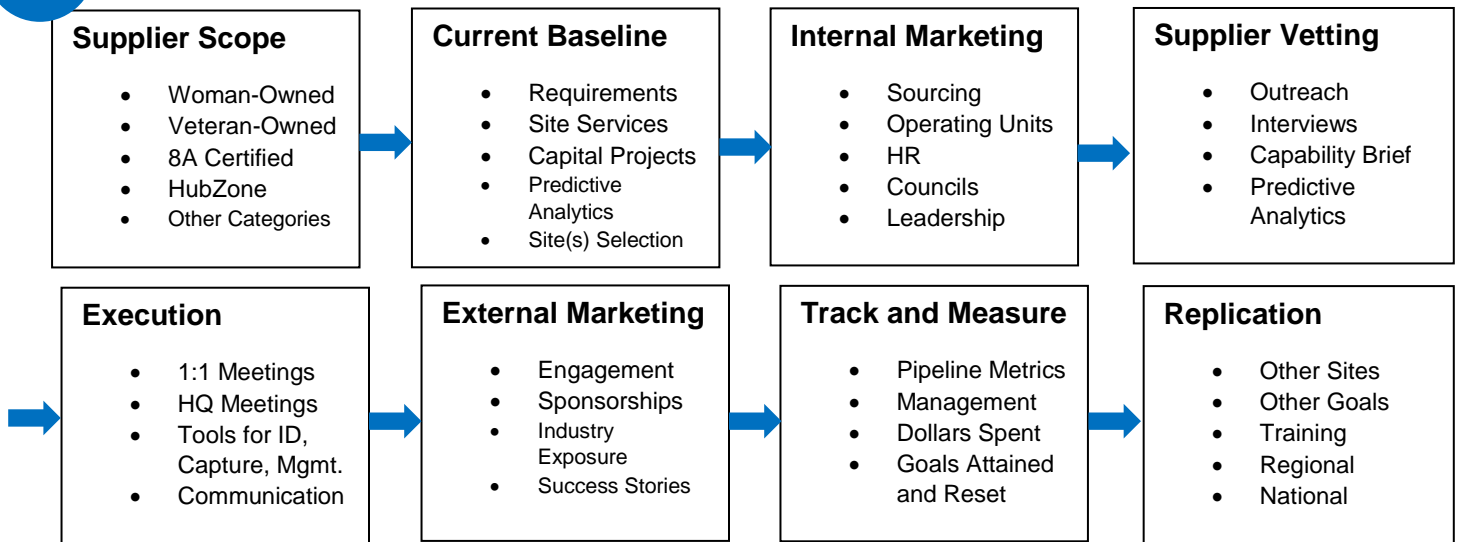 Supplier Scope
• Woman-Owned
• Veteran-Owned
• 8A Certified
• HubZone
• Other Categories
Current Baseline
• Requirements
• Site Services
• Capital Projects
• Predictive
Analytics
• Site(s) Selection
Internal Marketing
• Sourcing
• Operating Units
• HR
• Councils
• Leadership
Supplier Vetting
• Outreach
• Interviews
• Capability Brief
• Predictive
Analytics
Execution
• 1:1 Meetings
• HQ Meetings
• Tools for ID,
Capture, Mgmt.
• Communication
External Marketing
• Engagement
• Sponsorships
• Industry
Exposure
• Success Stories
Track and Measure
• Pipeline Metrics
• Management
• Dollars Spent
• Goals Attained
and Reset
Replication
• Other Sites
• Other Goals
• Training
• Regional
• National